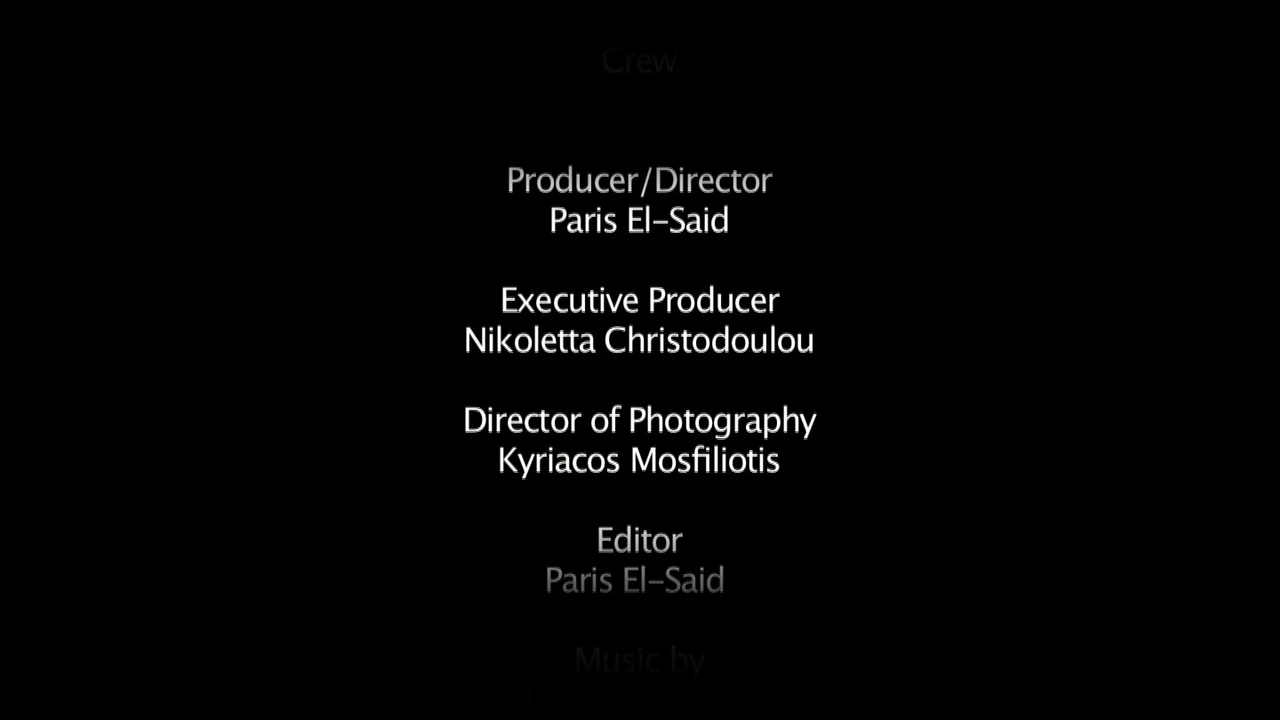 Crew
Producer/Director
Paris El-Said
Executive Producer
Nikoletta Christodoulou
Director of Photography
Kyriacos Mosfiliotis
Editor
Paris El-Said
Music by